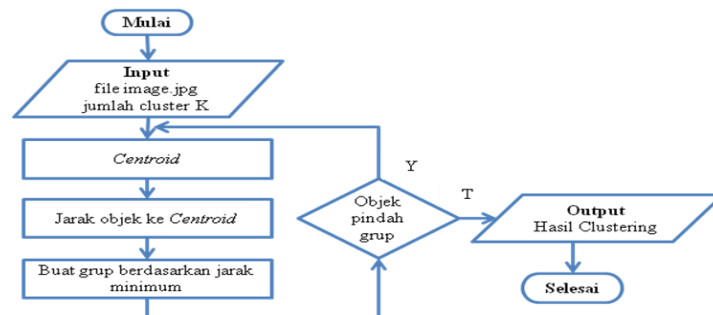 Mulai
Input
file image.jpg
jumlah cluster K
Centroid
Jarak objek ke Centroid
Buat grup berdasarkan jarak
minimum
Y
Objek
pindah
grup
T
Output
Hasil Clustering
Selesai